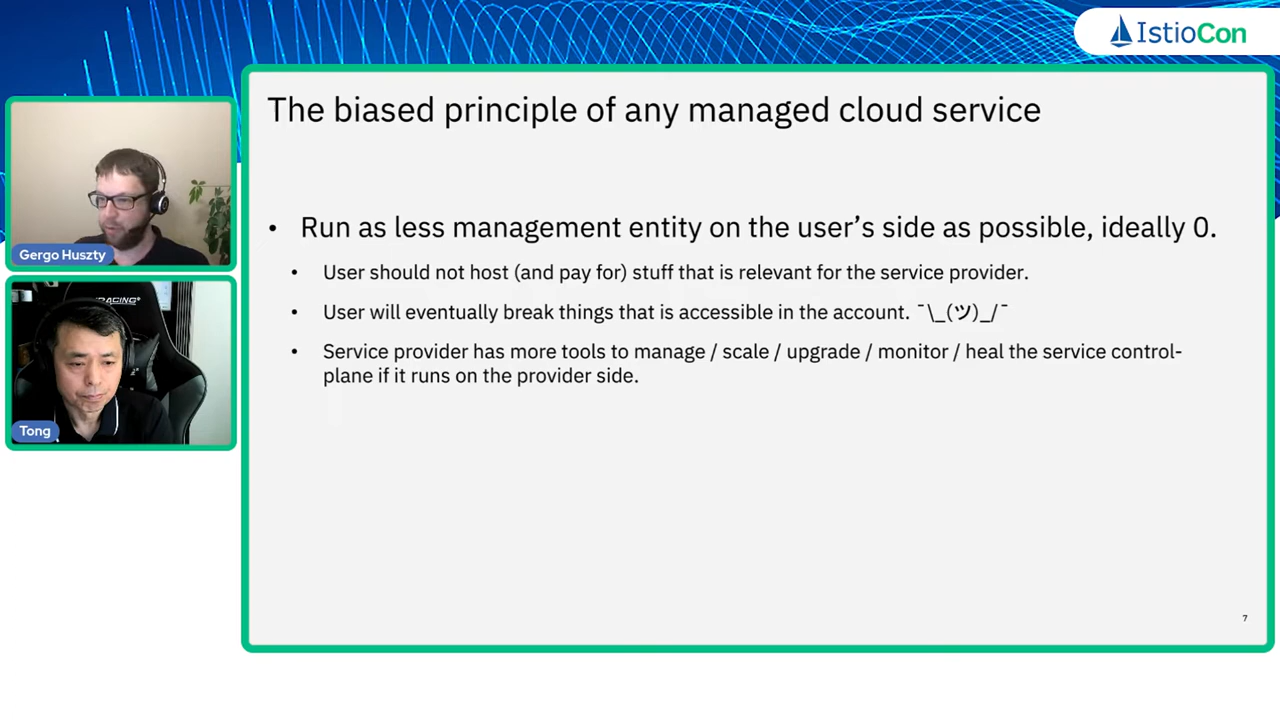 IstioCon
The biased principle of any managed cloud service
• Run as less management entity on the user's side as possible, ideally 0.
• User should not host (and pay for) stuff that is relevant for the service provider.
• User will eventually break things that is accessible in the account. ¯\_(ツ)_/¯
• Service provider has more tools to manage / scale / upgrade / monitor / heal the service control-
plane if it runs on the provider side.
7
Gergo Huszty
RACING
Tong